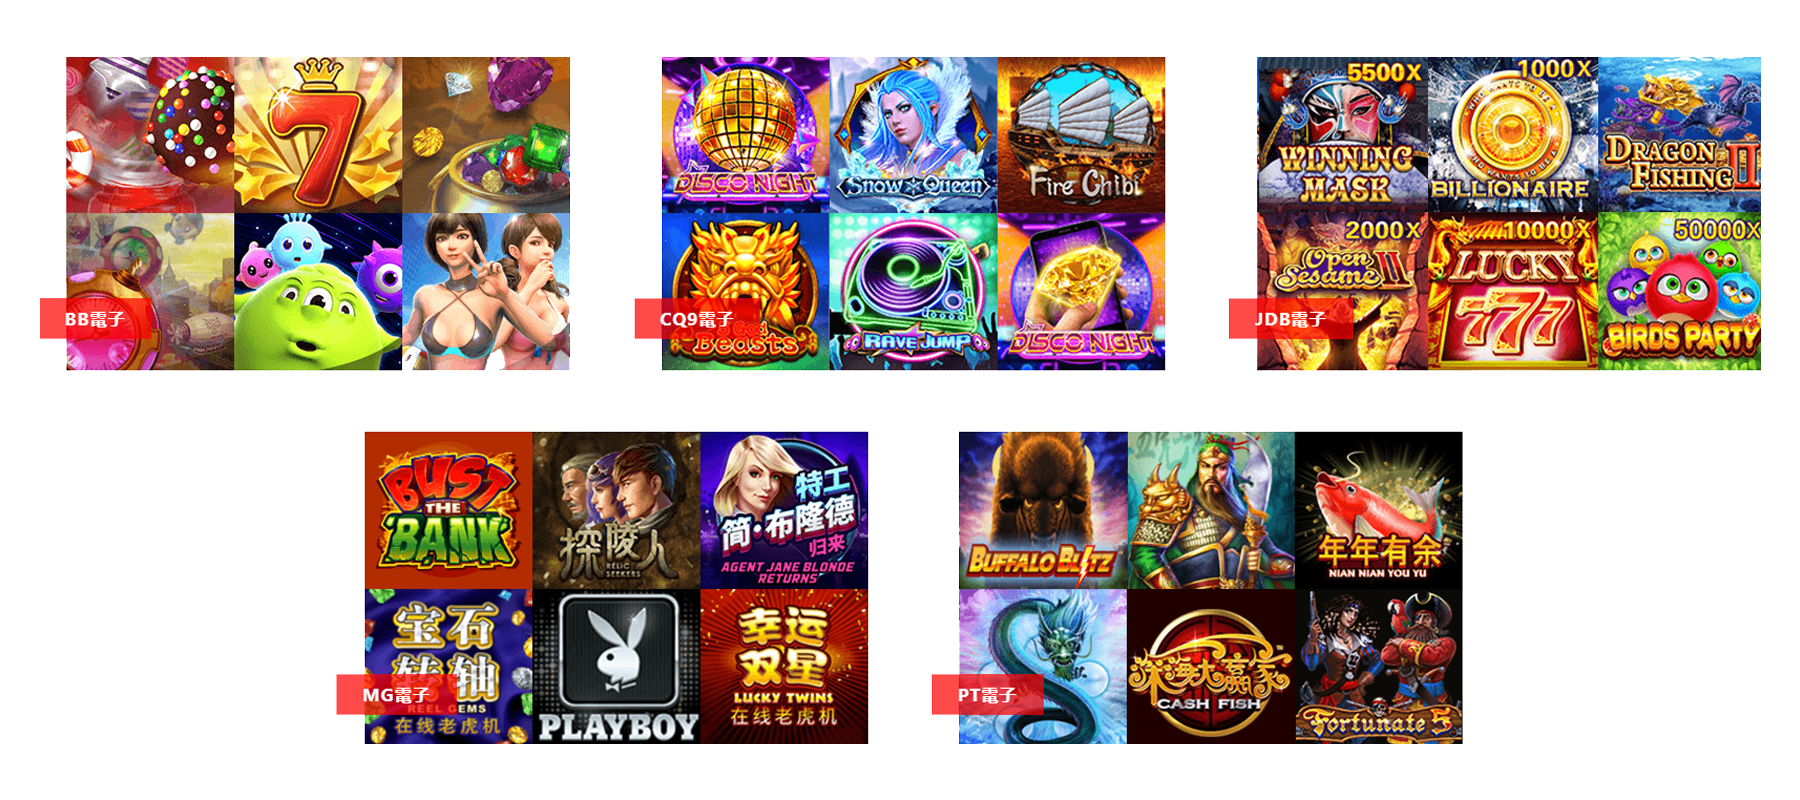 7
BB電子
DISCO NIGHT
Snow Queen
Fire Chibi
God
Beasts
RAVE JUMP
DISCO NIGHT
CQ9電子
5500X
WINNING
MASK
1000X
BILLIONAIRE
DRAGON
FISHING II
2000X
Open
Sesame II
10000X
LUCKY
777
50000X
BIRDS PARTY
JDB電子
BUST
THE
BANK
探陵人
RELIC
SEEKERS
特工
简·布隆德
归来
AGENT JANE BLONDE
RETURNS
宝石
转轴
REEL GEMS
在线老虎机
PLAYBOY
幸运
双星
LUCKY TWINS
在线老虎机
MG電子
BUFFALO BLITZ
年年有余
NIAN NIAN YOU YU
深海大赢家
CASH FISH
Fortunate 5
PT電子